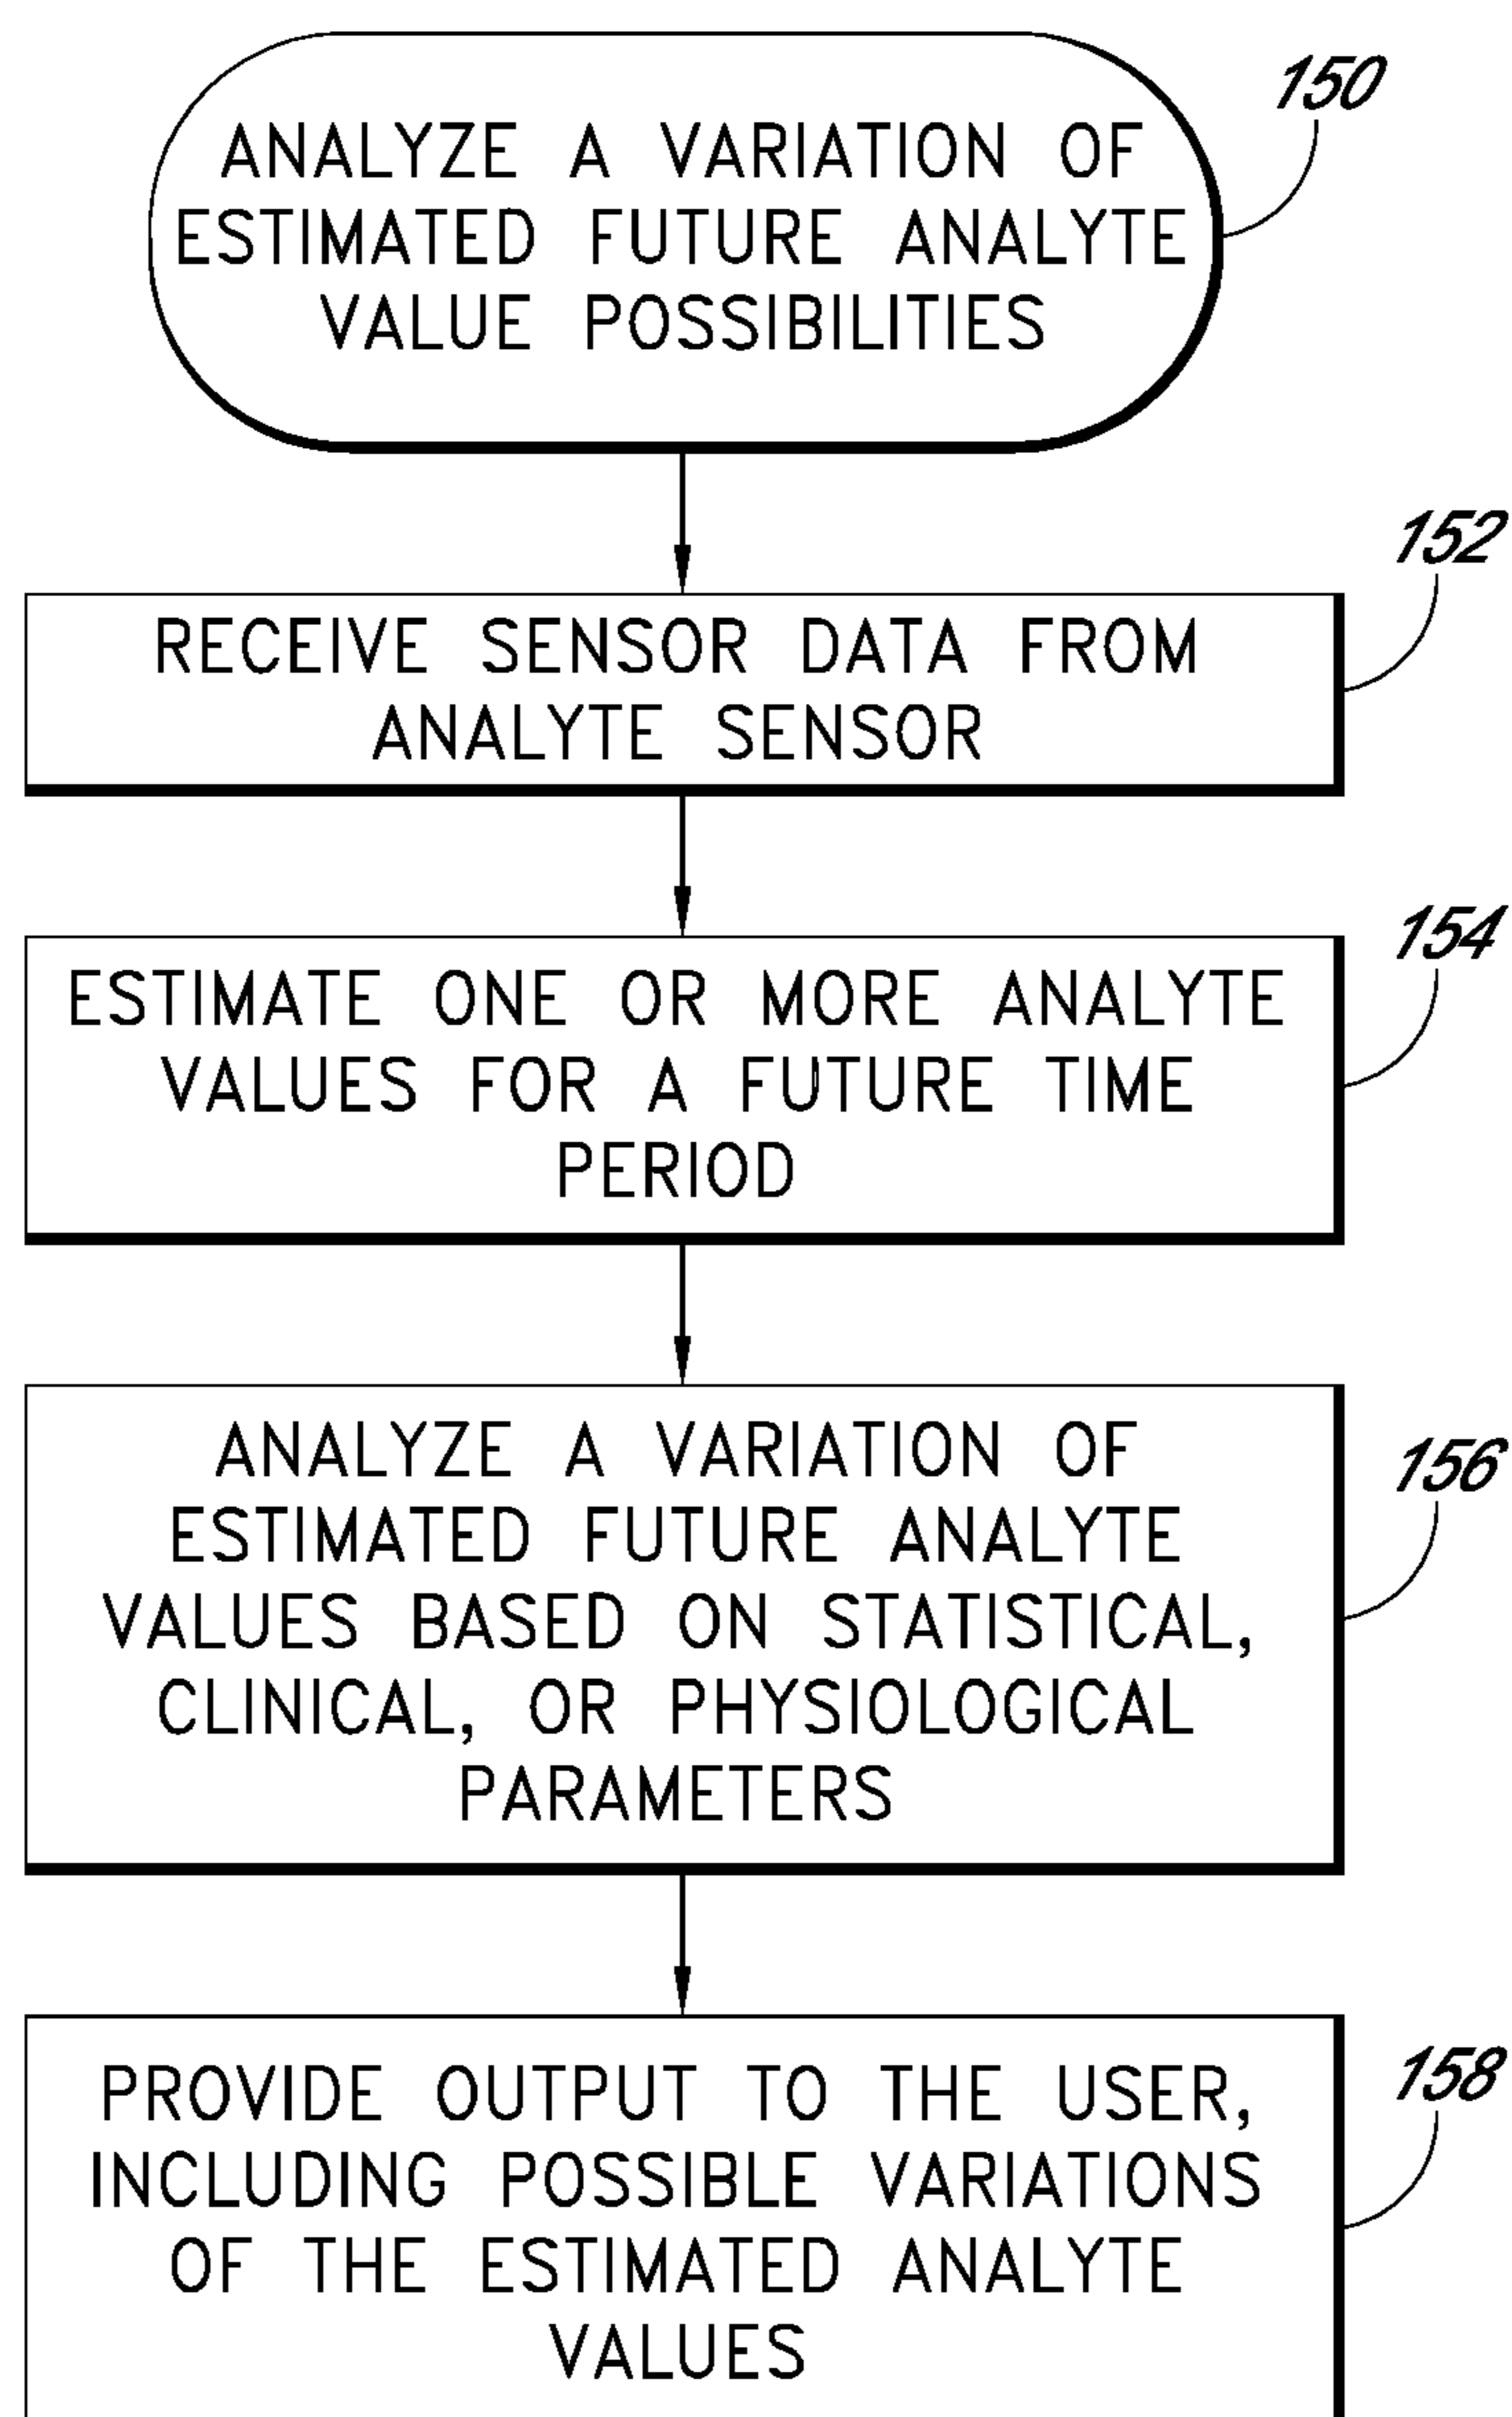 150
ANALYZE A VARIATION OF
ESTIMATED FUTURE ANALYTE
VALUE POSSIBILITIES
152
RECEIVE SENSOR DATA FROM
ANALYTE SENSOR
154
ESTIMATE ONE OR MORE ANALYTE
VALUES FOR A FUTURE TIME
PERIOD
156
ANALYZE A VARIATION OF
ESTIMATED FUTURE ANALYTE
VALUES BASED ON STATISTICAL,
CLINICAL, OR PHYSIOLOGICAL
PARAMETERS
158
PROVIDE OUTPUT TO THE USER,
INCLUDING POSSIBLE VARIATIONS
OF THE ESTIMATED ANALYTE
VALUES